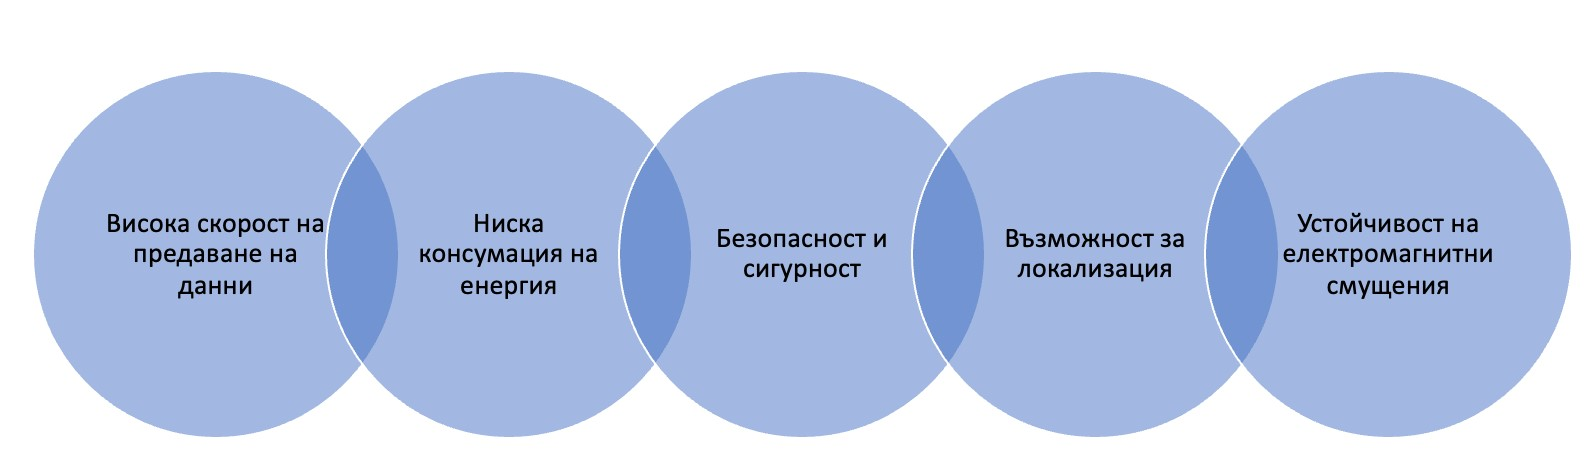 Висока скорост на
предаване на
данни
Ниска
консумация на
енергия
Безопасност и
сигурност
Възможност за
локализация
Устойчивост на
електромагнитни
смущения